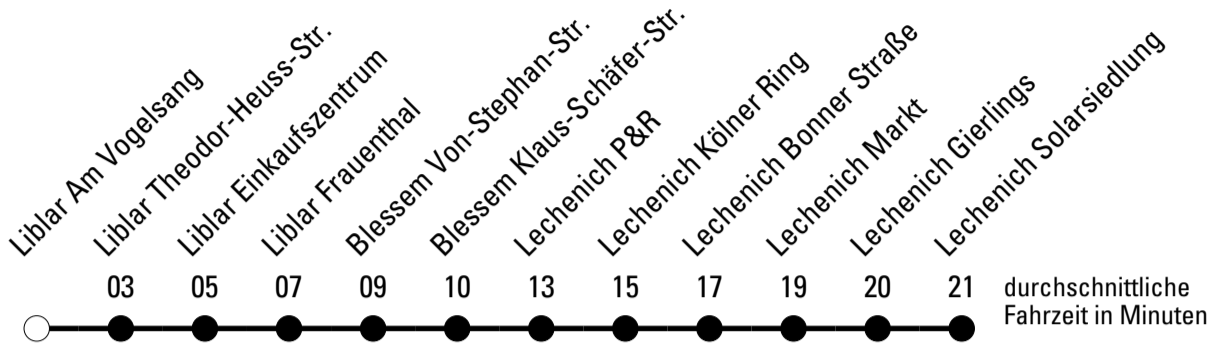 Liblar Am Vogelsang
Liblar Theodor-Heuss-Str.
Liblar Einkaufszentrum
Liblar Frauenthal
Blessem Von-Stephan-Str.
Blessem Klaus-Schäfer-Str.
Lechenich P&R
Lechenich Kölner Ring
Lechenich Bonner Straße
Lechenich Markt
Lechenich Gierlings
Lechenich Solarsiedlung
03 05 07 09 10 13 15 17 19 20 21
durchschnittliche
Fahrzeit in Minuten